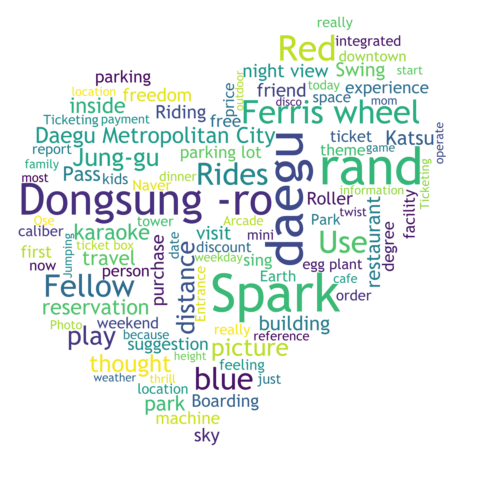 really
Red
integrated
downtown
parking
night view
Swing
start
location
freedom
inside
Riding
price
outdoor
friend
today
disco
mom
experience
space
operate
Ticketing
payment
free
Ferris wheel
Daegu Metropolitan City
report
Jung-gu
parking lot
theme
ticket
Katsu
game
family
Pass
Rides
daegu
rand
information
Ticketing
most
kids
Naver
dinner
Dongsung -ro
Roller
facility
Qse
tower
Arcade
Park
twist
caliber
karaoke
visit
mini
restaurant
degree
first
ticket box
date
discount
sing
Use
now
Jumping
travel
purchase
distance
weekday
egg plant
cafe
person
Entrance
Earth
Fellow
Spark
order
reservation
Photo
weekend
really
building
play
because
suggestion
picture
reference
thought
height
feeling
weather
thrill
blue
just
location
park
Boarding
machine
sky